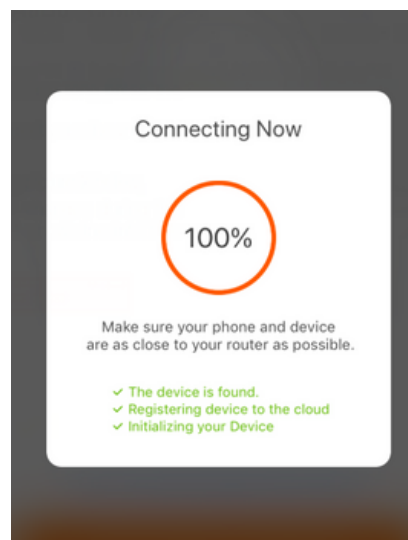 Connecting Now
100%
Make sure your phone and device
are as close to your router as possible.
✓ The device is found.
✓ Registering device to the cloud
✓ Initializing your Device